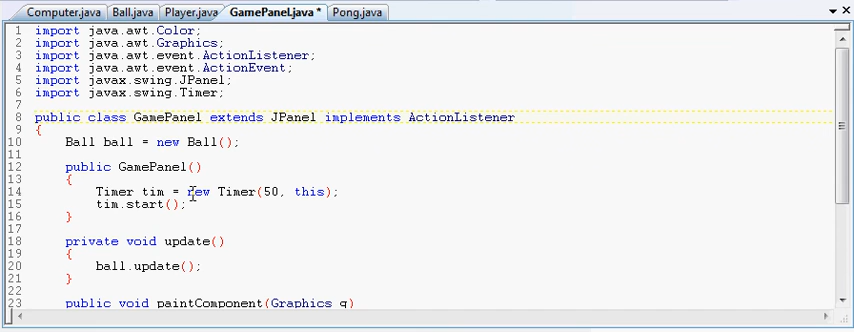 Computer.java Ball.java Player.java GamePanel.java * Pong.java
1 import java.awt.Color;
2 import java.awt.Graphics;
3 import java.awt.event.ActionListener;
4 import java.awt.event.ActionEvent;
5 import javax.swing.JPanel;
6 import javax.swing.Timer;
7
8 public class GamePanel extends JPanel implements ActionListener
9 {
10 Ball ball = new Ball();
11
12 public GamePanel()
13 {
14 Timer tim = new Timer(50, this);
15 tim.start();
16 }
17
18 private void update()
19 {
20 ball.update();
21 }
22
23 public void paintComponent(Graphics g)